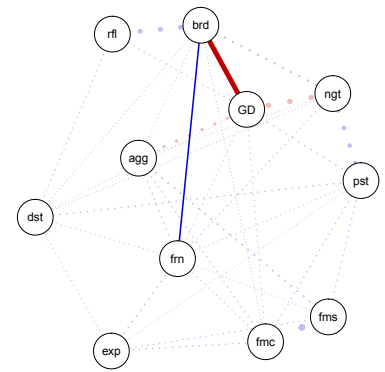 brd
rfl
ngt
GD
agg
pst
dst
frn
fms
fmc
exp